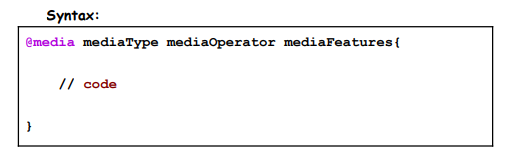 Syntax:
@media mediaType mediaOperator mediaFeatures{
// code
}